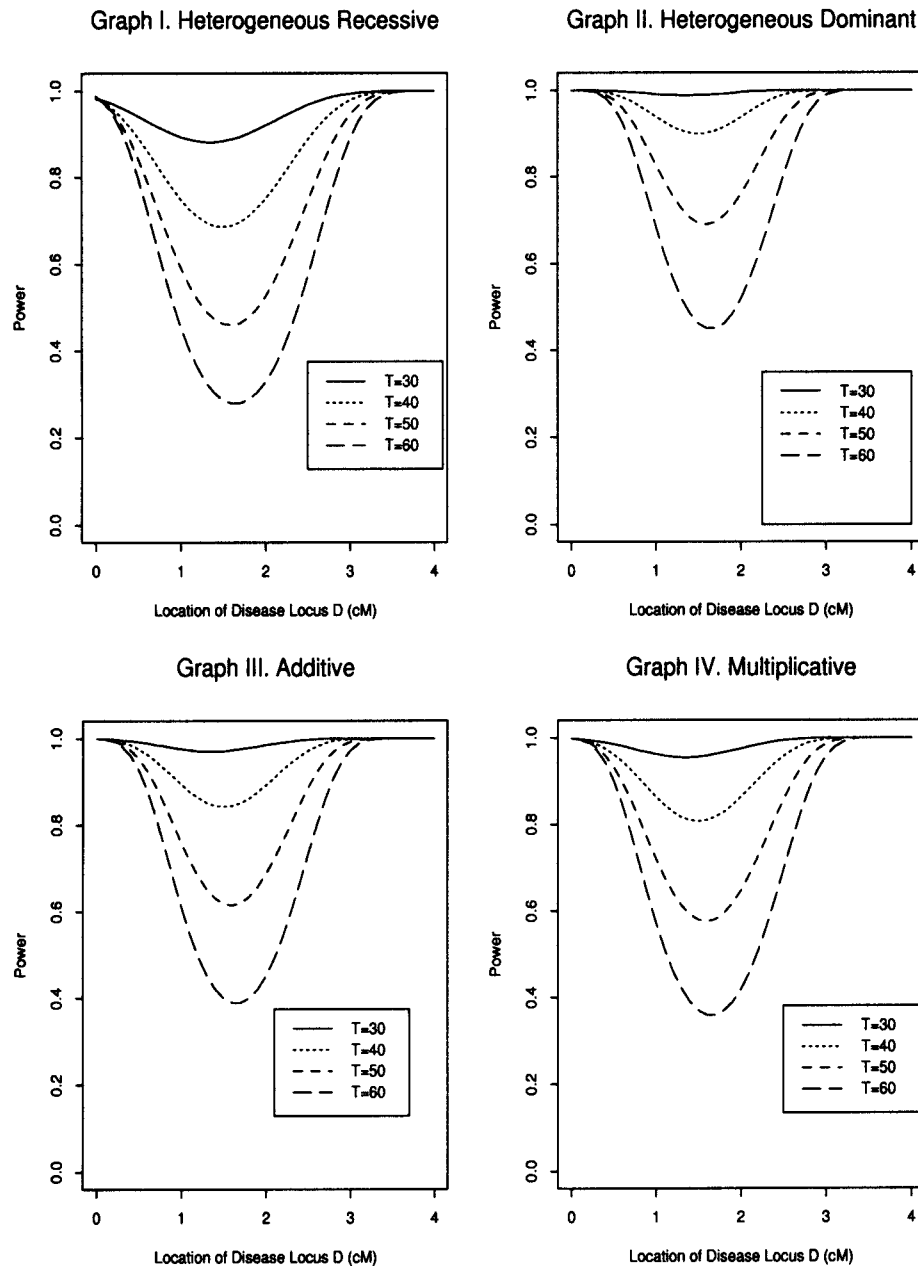 Graph I. Heterogeneous Recessive
Power
0.0 0.2 0.4 0.6 0.8 1.0
T=30
T=40
T=50
T=60
0 1 2 3 4
Location of Disease Locus D (cM)
Graph II. Heterogeneous Dominant
Power
0.0 0.2 0.4 0.6 0.8 1.0
T=30
T=40
T=50
T=60
0 1 2 3 4
Location of Disease Locus D (cM)
Graph III. Additive
Power
0.0 0.2 0.4 0.6 0.8 1.0
T=30
T=40
T=50
T=60
0 1 2 3 4
Location of Disease Locus D (cM)
Graph IV. Multiplicative
Power
0.0 0.2 0.4 0.6 0.8 1.0
T=30
T=40
T=50
T=60
0 1 2 3 4
Location of Disease Locus D (cM)